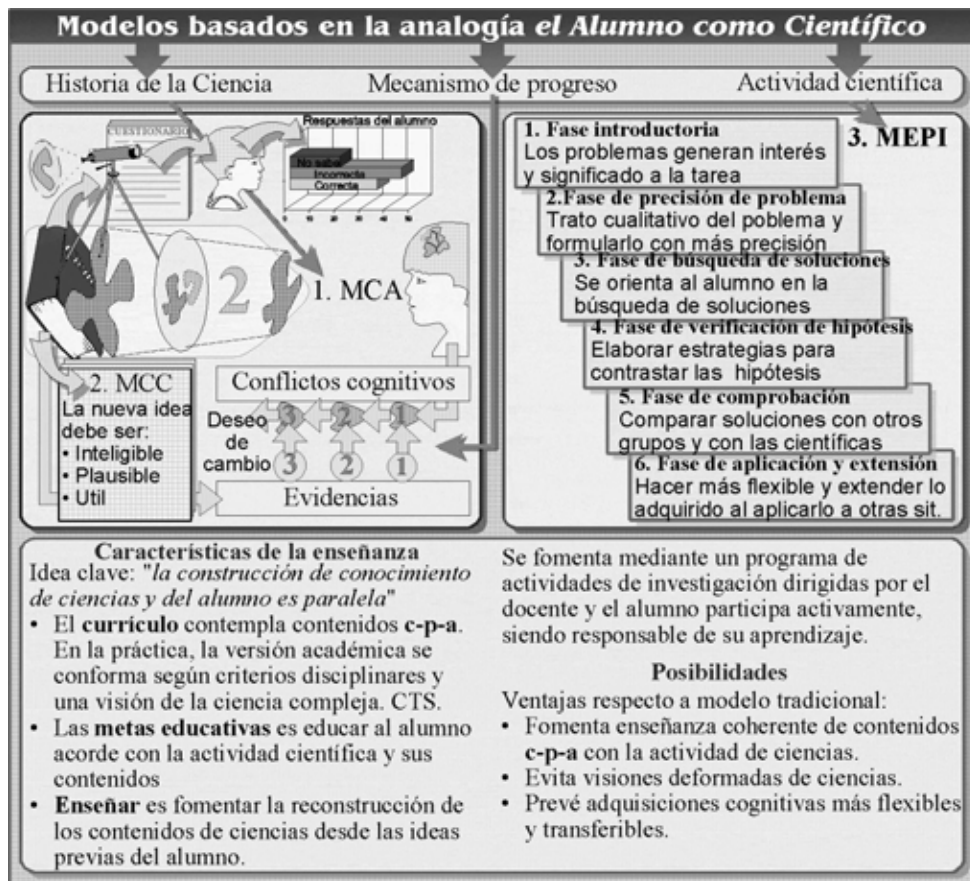 Modelos basados en la analogía el Alumno como Científico
Historia de la Ciencia
Mecanismo de progreso
Actividad científica
CUESTIONARIO
Respuestas del alumno
No sabe
Incorrecta
Correcta
0 10 20 30 40 50
2
1. MCA
2. MCC
La nueva idea
debe ser:
• Inteligible
• Plausible
• Util
Conflictos cognitivos
Deseo
de
cambio
3 2 1
3 2 1
Evidencias
3. MEPI
1. Fase introductoria
Los problemas generan interés
y significado a la tarea
2.Fase de precisión de problema
Trato cualitativo del poblema y
formularlo con más precisión
3. Fase de búsqueda de soluciones
Se orienta al alumno en la
búsqueda de soluciones
4. Fase de verificación de hipótesis
Elaborar estrategias para
contrastar las hipótesis
5. Fase de comprobación
Comparar soluciones con otros
grupos y con las científicas
6. Fase de aplicación y extensión
Hacer más flexible y extender lo
adquirido al aplicarlo a otras sit.
Características de la enseñanza
Idea clave: "la construcción de conocimiento
de ciencias y del alumno es paralela"
• El currículo contempla contenidos c-p-a.
En la práctica, la versión académica se
conforma según criterios disciplinares y
una visión de la ciencia compleja. CTS.
• Las metas educativas es educar al alumno
acorde con la actividad científica y sus
contenidos
• Enseñar es fomentar la reconstrucción de
los contenidos de ciencias desde las ideas
previas del alumno.
Se fomenta mediante un programa de
actividades de investigación dirigidas por el
docente y el alumno participa activamente,
siendo responsable de su aprendizaje.
Posibilidades
Ventajas respecto a modelo tradicional:
• Fomenta enseñanza coherente de contenidos
c-p-a con la actividad de ciencias.
• Evita visiones deformadas de ciencias.
• Prevé adquisiciones cognitivas más flexibles
y transferibles.